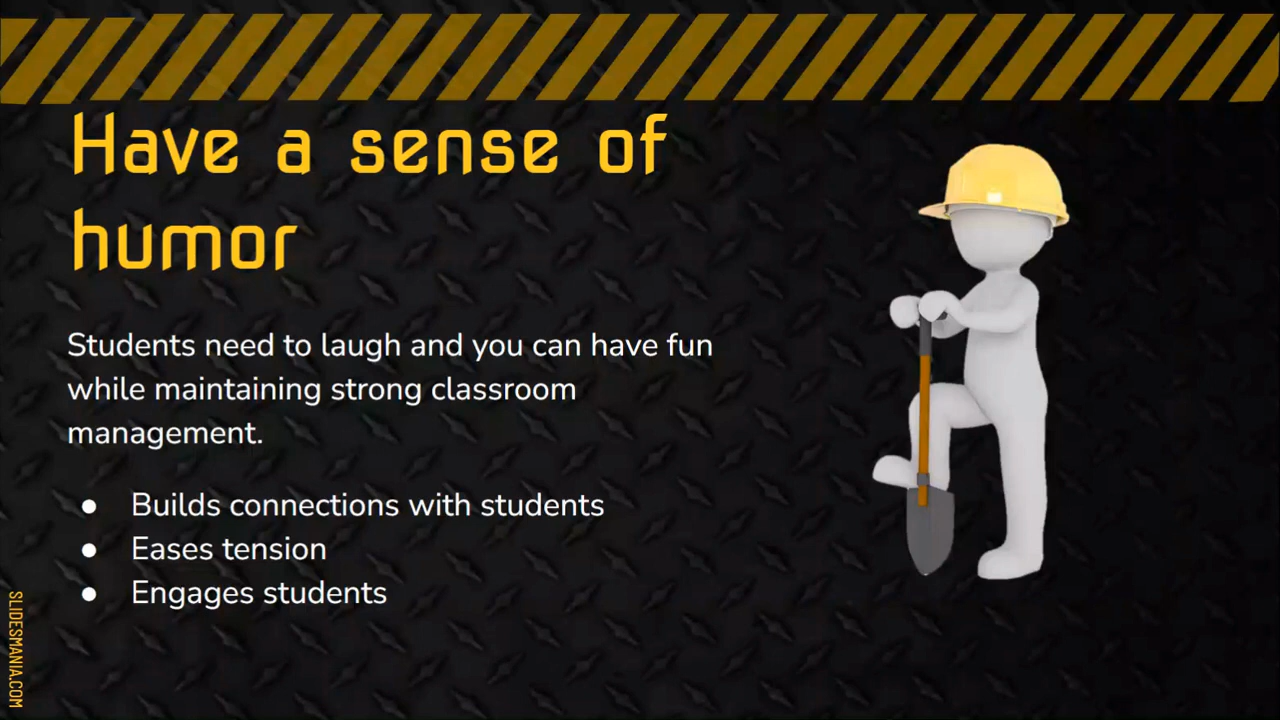 Have a sense of
humor
Students need to laugh and you can have fun
while maintaining strong classroom
management.
● Builds connections with students
● Eases tension
● Engages students
SLIDESMANIA.COM